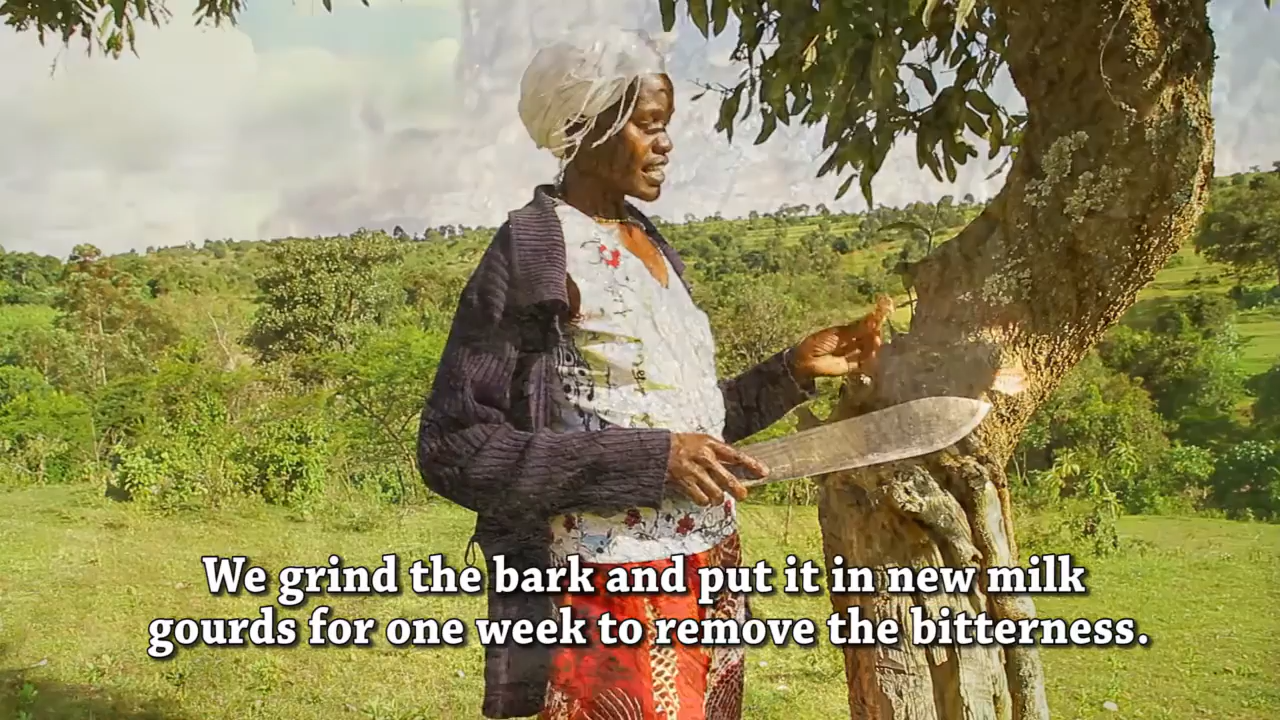 We grind the bark and put it in new milk
gourds for one week to remove the bitterness.